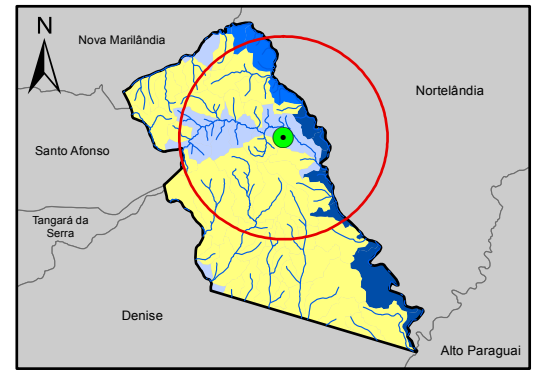 N
Nova Marilândia
Nortelândia
Santo Afonso
Tangará da
Serra
Denise
Alto Paraguai